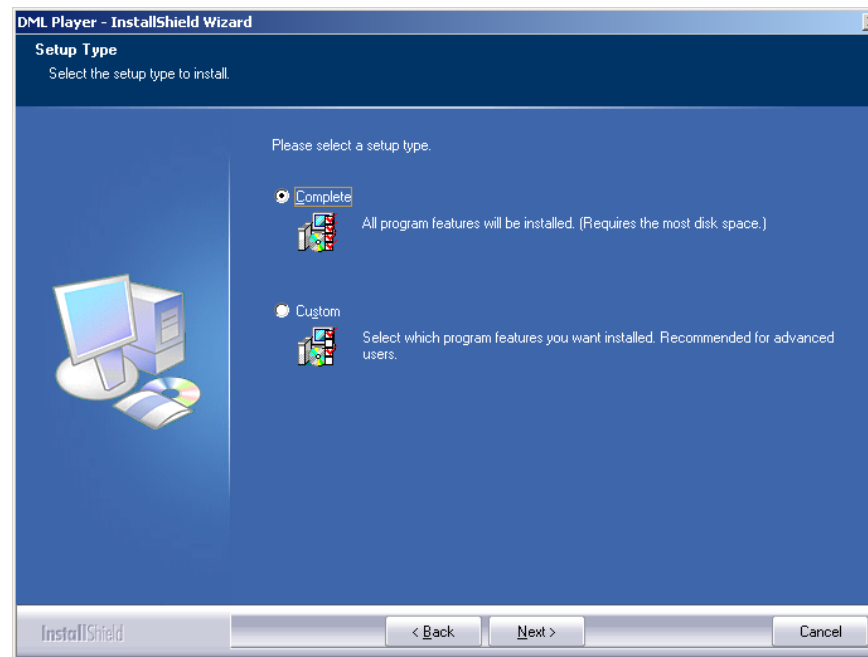 DML Player - InstallShield Wizard
Setup Type
Select the setup type to install.
Please select a setup type.
Complete
All program features will be installed. (Requires the most disk space.)
Custom
Select which program features you want installed. Recommended for advanced
users.
InstallShield
< Back
Next >
Cancel